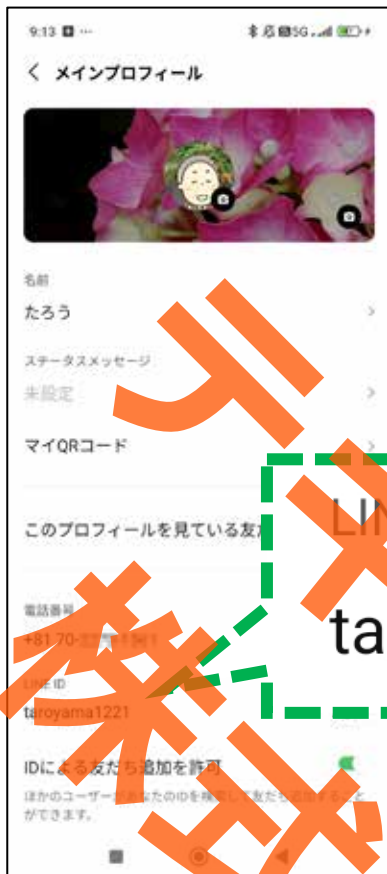 9:13
5G
メインプロフィール
名前
たろう
ステータスメッセージ
未設定
マイQRコード
このプロフィールを見ている友
LIN
電話番号
+81 70-
ta
LINE ID
taroyama1221
IDによる友だち追加を許可
ほかのユーザーがあなたのIDを検索して友だち追加すること
ができます。
株式